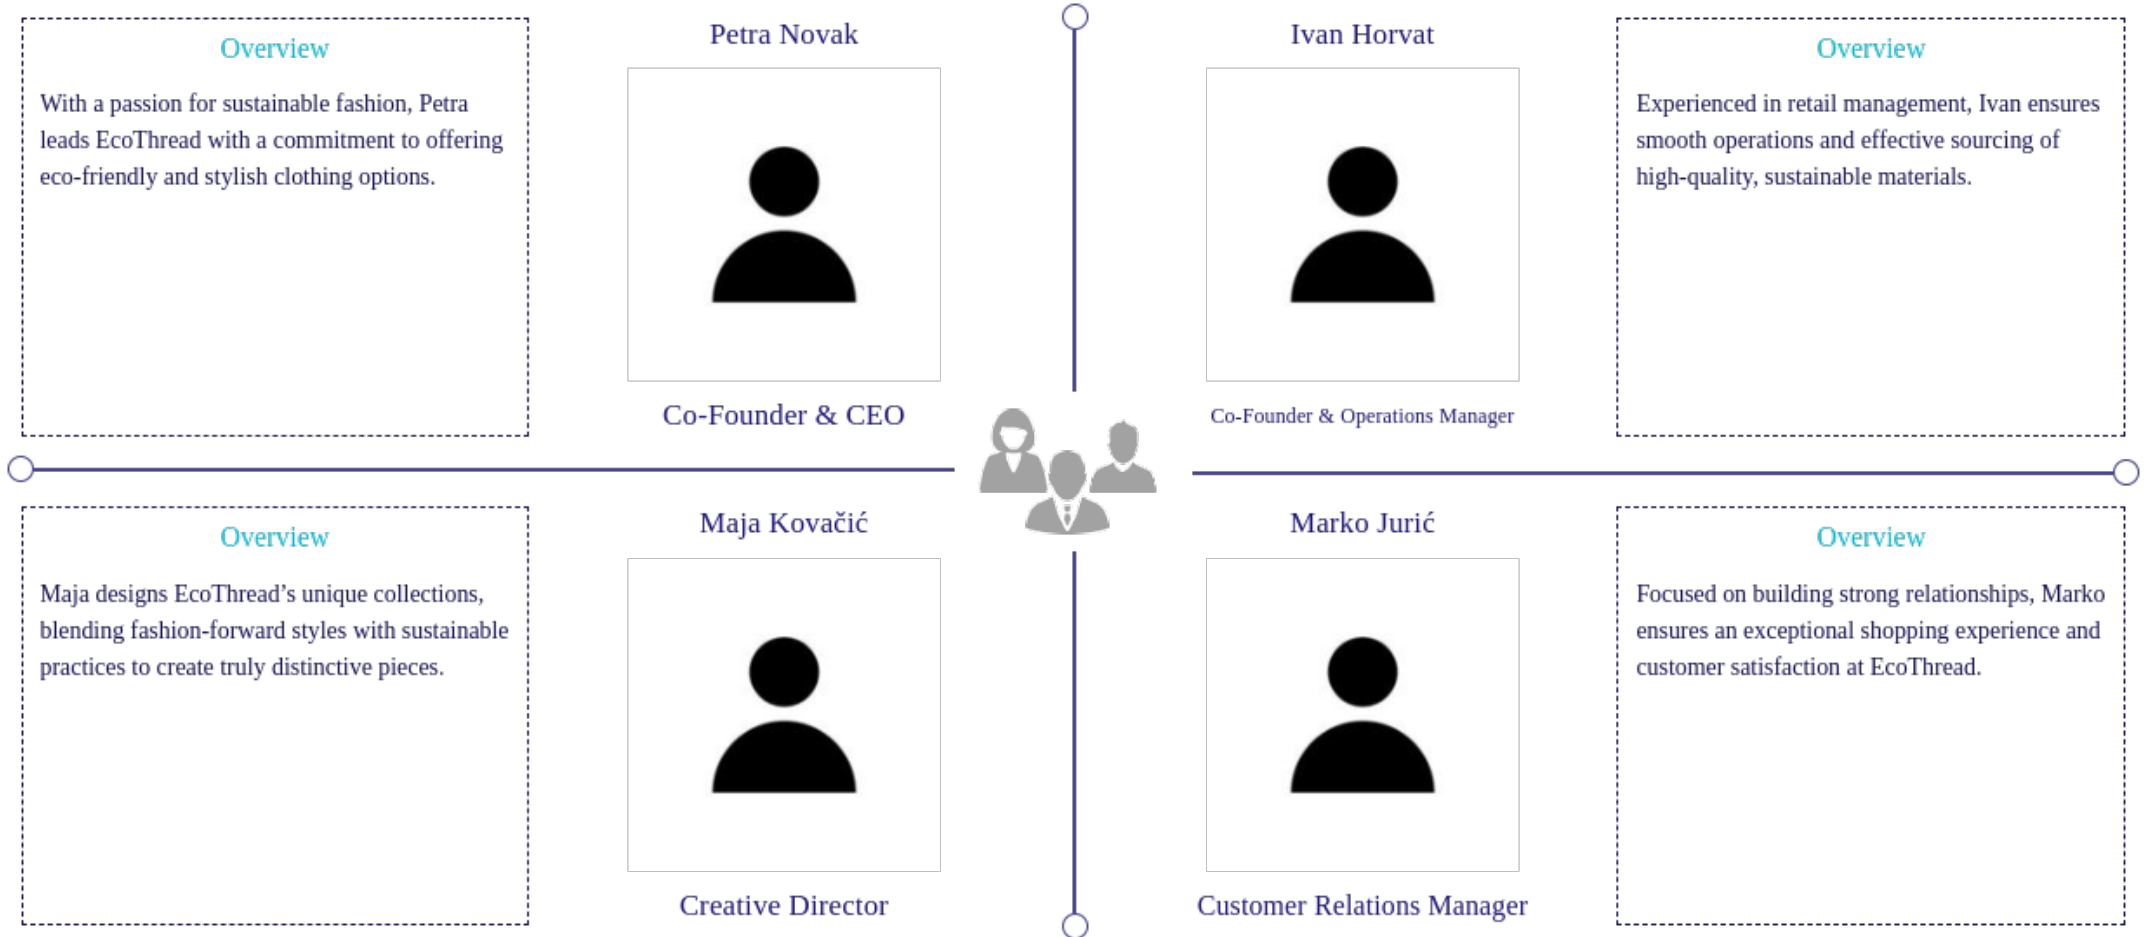 Petra Novak
Overview
With a passion for sustainable fashion, Petra
leads EcoThread with a commitment to offering
eco-friendly and stylish clothing options.
Co-Founder & CEO
Ivan Horvat
Overview
Experienced in retail management, Ivan ensures
smooth operations and effective sourcing of
high-quality, sustainable materials.
Co-Founder & Operations Manager
Maja Kovačić
Overview
Maja designs EcoThread’s unique collections,
blending fashion-forward styles with sustainable
practices to create truly distinctive pieces.
Creative Director
Marko Jurić
Overview
Focused on building strong relationships, Marko
ensures an exceptional shopping experience and
customer satisfaction at EcoThread.
Customer Relations Manager